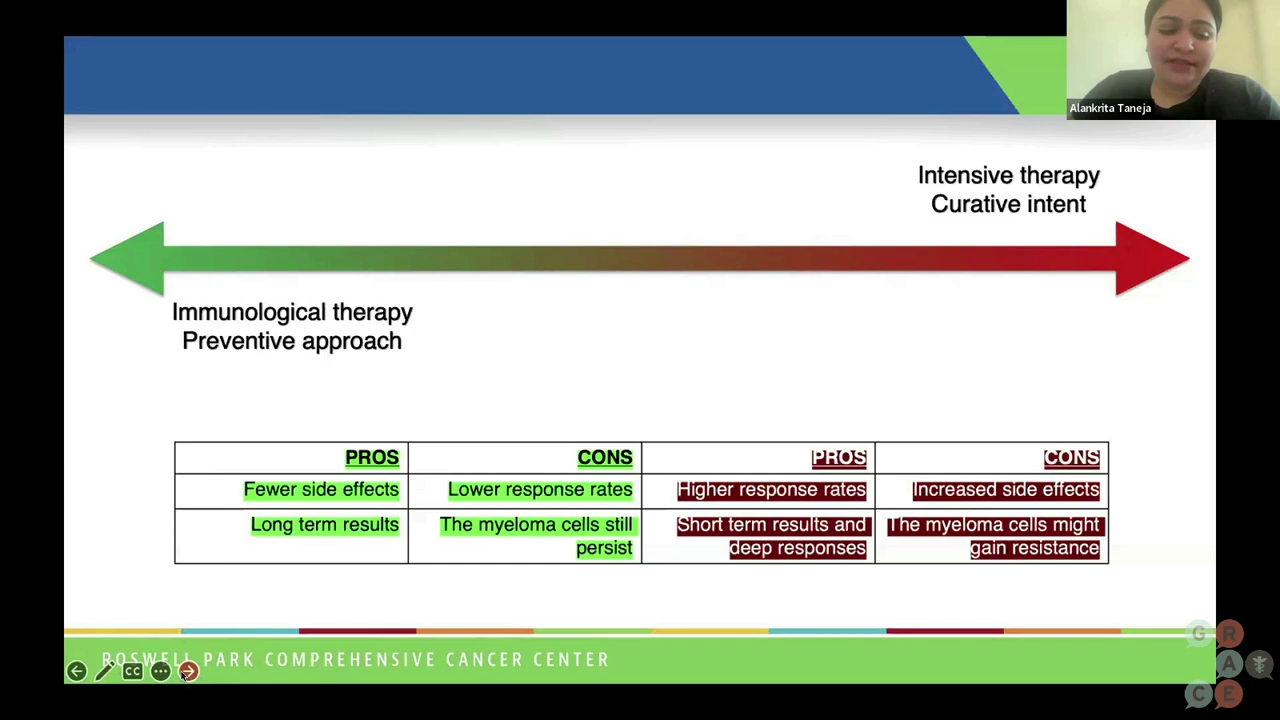 Alankrita Taneja
Intensive therapy
Curative intent
Immunological therapy
Preventive approach
PROS CONS PROS CONS
Fewer side effects Lower response rates Higher response rates Increased side effects
Long term results The myeloma cells still persist Short term results and deep responses The myeloma cells might gain resistance
ROSWELL PARK COMPREHENSIVE CANCER CENTER
CC
G R
A
C E